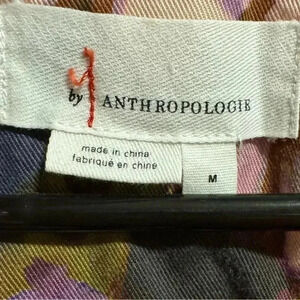 by ANTHROPOLOGIE
made in china
fabriqué en chine
M